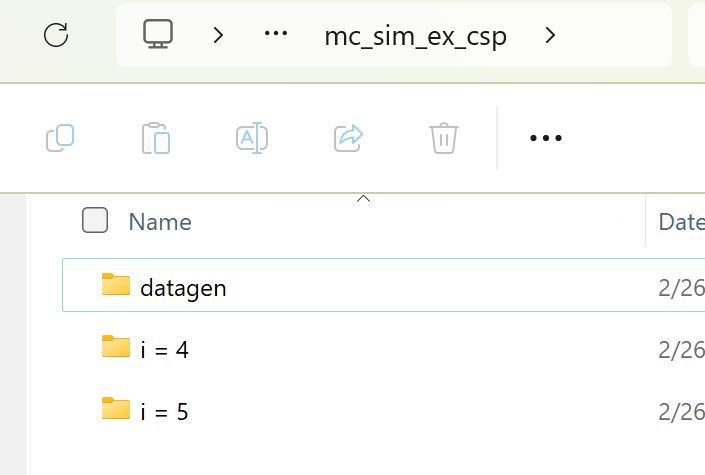 mc_sim_ex_csp
Name Date
datagen 2/26
i = 4 2/26
i = 5 2/26